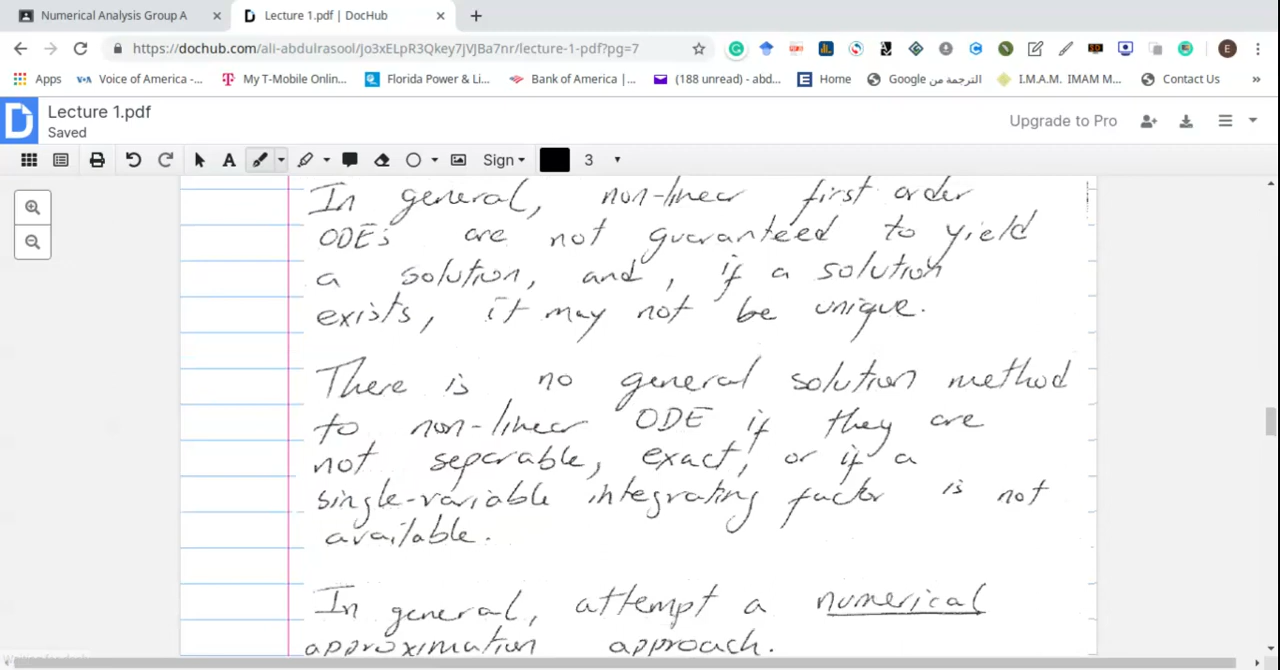 Numerical Analysis Group A
Lecture 1.pdf | DocHub
https://dochub.com/ali-abdulrasool/jo3xELpR3Qkey7jVJBa7nr/lecture-1-pdf?pg=7
E
Apps
Voice of America -...
My T-Mobile Onlin...
Florida Power & Li...
Bank of America |...
(188 unread) - abd...
Home
Google الترجمة من
I.M.A.M. IMAM M...
Contact Us
»
Lecture 1.pdf
Saved
Upgrade to Pro
A
Sign
3
In general, non-linear first order
ODEs are not guaranteed to yield
a solution, and, if a solution
exists, it may not be unique.
There is no general solution method
to non-linear ODE if they are
not separable, exact, or if a
single-variable integrating factor is not
available.
In general, attempt a numerical
approximation approach.